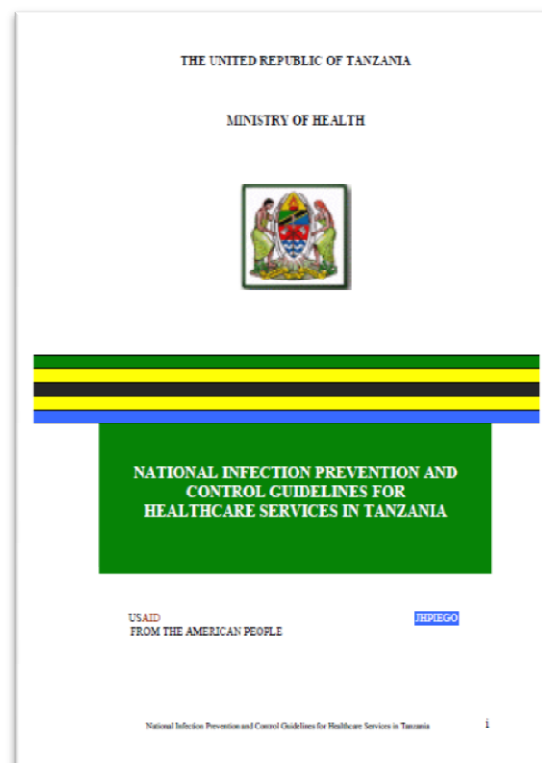 THE UNITED REPUBLIC OF TANZANIA
MINISTRY OF HEALTH
NATIONAL INFECTION PREVENTION AND
CONTROL GUIDELINES FOR
HEALTHCARE SERVICES IN TANZANIA
USAID
JHPIEGO
FROM THE AMERICAN PEOPLE
National Infection Prevention and Control Guidelines for Healthcare Services in Tanzania
i